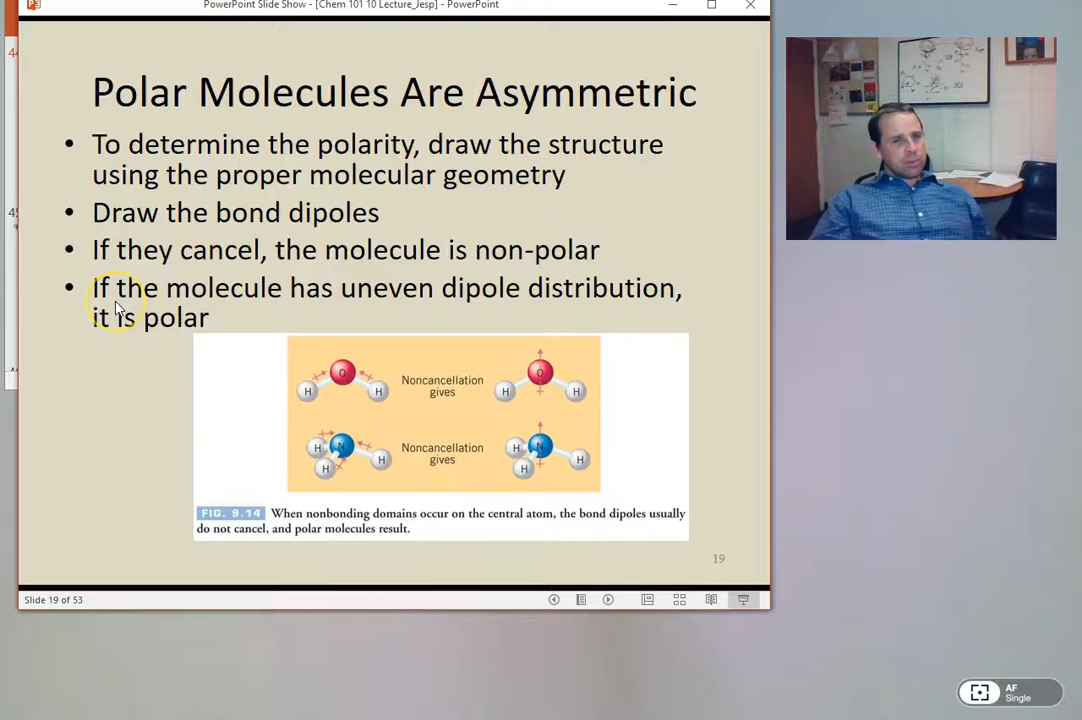 PowerPoint Slide Show - [Chem 101 10 Lecture_Jesp] - PowerPoint
Polar Molecules Are Asymmetric
• To determine the polarity, draw the structure
using the proper molecular geometry
• Draw the bond dipoles
• If they cancel, the molecule is non-polar
• If the molecule has uneven dipole distribution,
it is polar
O
H H
Noncancellation
gives
O
H H
H N
H H
Noncancellation
gives
H N
H H
FIG. 9.14 When nonbonding domains occur on the central atom, the bond dipoles usually
do not cancel, and polar molecules result.
19
Slide 19 of 53
AF
Single